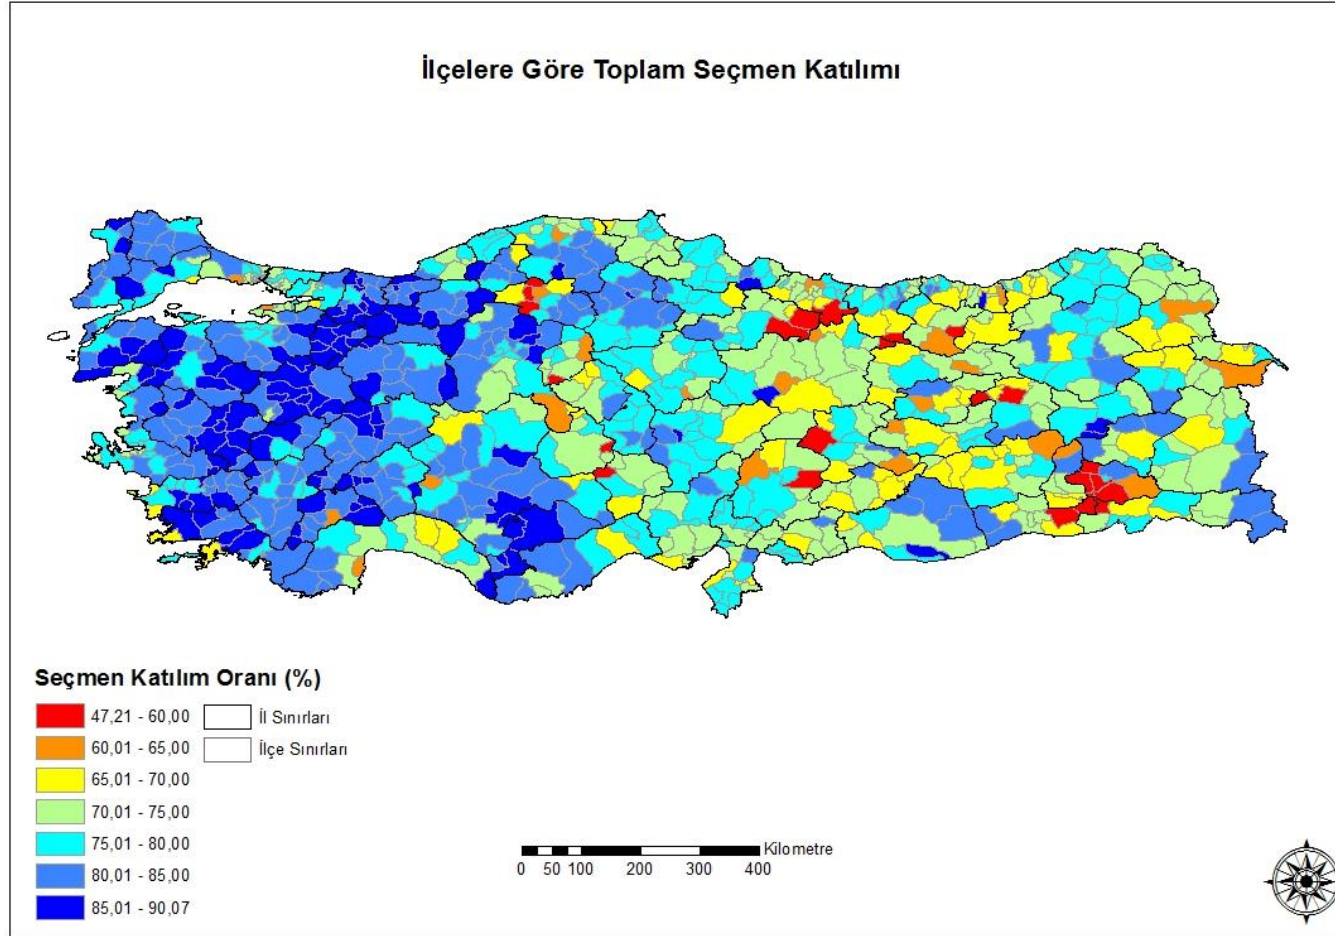 İlçelere Göre Toplam Seçmen Katılımı
Seçmen Katılım Oranı (%)
47,21 - 60,00
İl Sınırları
60,01 - 65,00
İlçe Sınırları
65,01 - 70,00
70,01 - 75,00
75,01 - 80,00
80,01 - 85,00
85,01 - 90,07
Kilometre
0 50 100 200 300 400